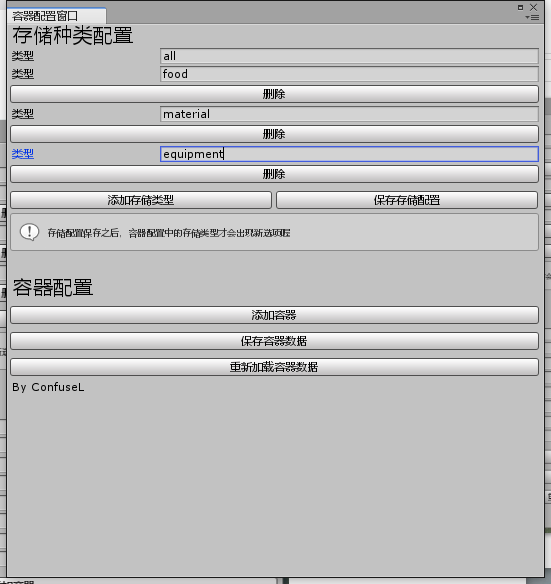 容器配置窗口
存储种类配置
类型 all
类型 food
删除
类型 material
删除
类型 equipment
删除
添加存储类型 保存存储配置
存储配置保存之后，容器配置中的存储类型才会出现新选项哦
容器配置
添加容器
保存容器数据
重新加载容器数据
By ConfuseL